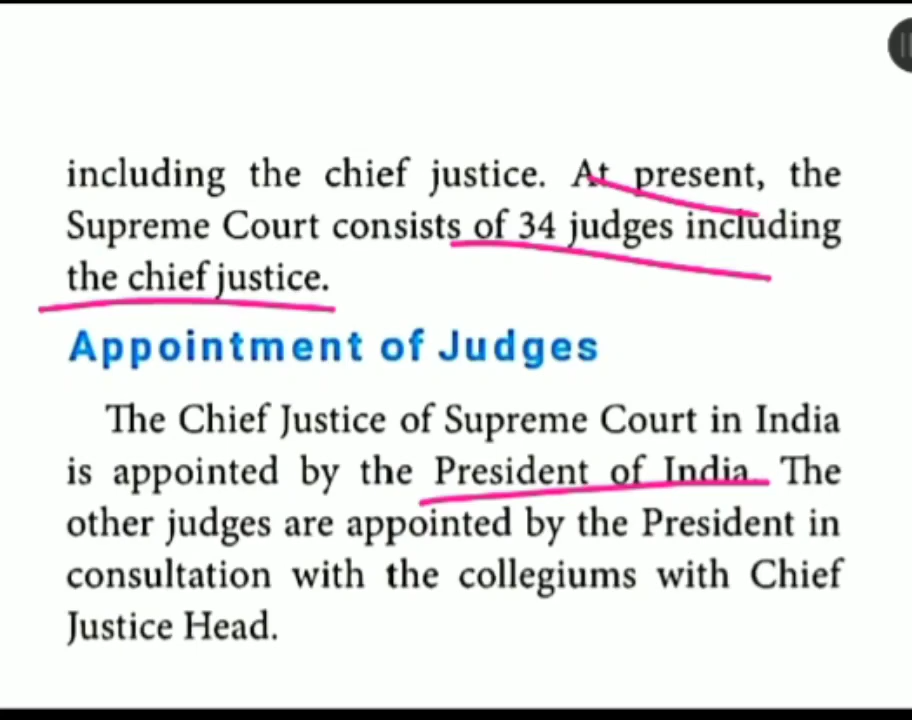 including the chief justice. At present, the
Supreme Court consists of 34 judges including
the chief justice.
Appointment of Judges
The Chief Justice of Supreme Court in India
is appointed by the President of India. The
other judges are appointed by the President in
consultation with the collegiums with Chief
Justice Head.